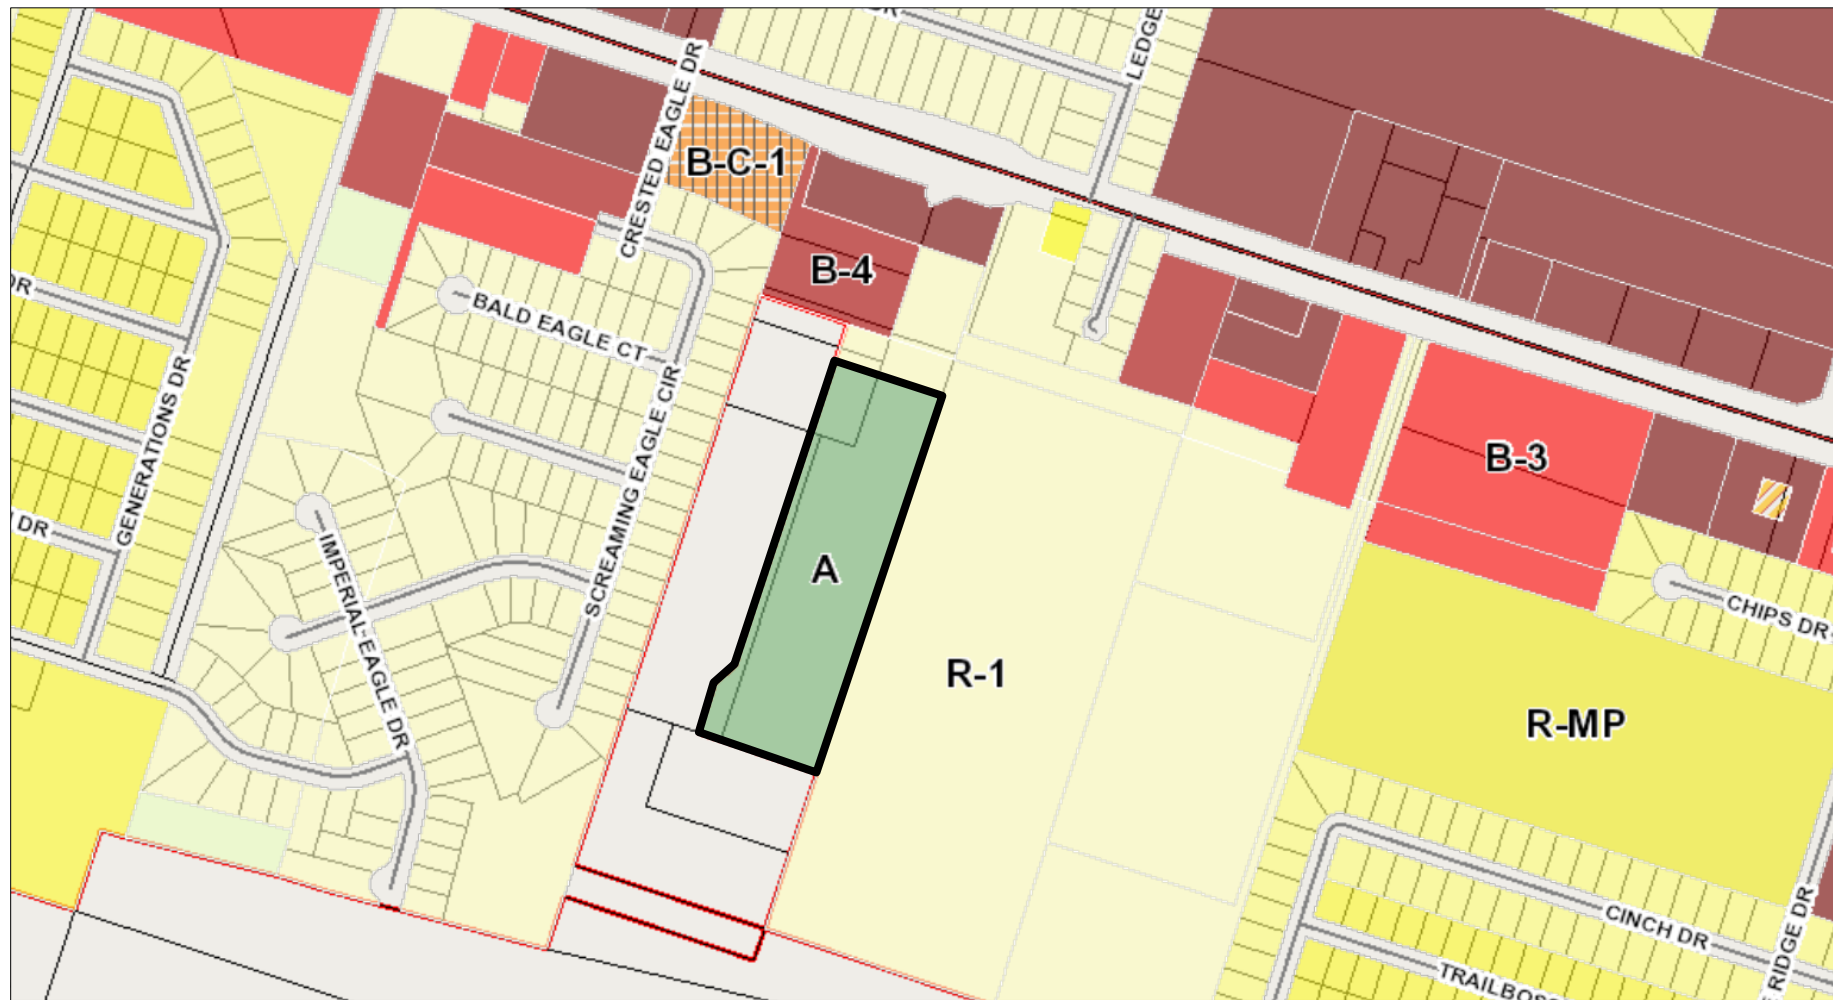 LEDGE
CRESTED EAGLE DR
B-C-1
B-4
BALD EAGLE CT
DR
GENERATIONS DR
SCREAMING EAGLE CIR
B-3
DR
IMPERIAL EAGLE DR
A
CHIPS DR
R-1
R-MP
CINCH DR
RIDGE DR
TRAILBOS